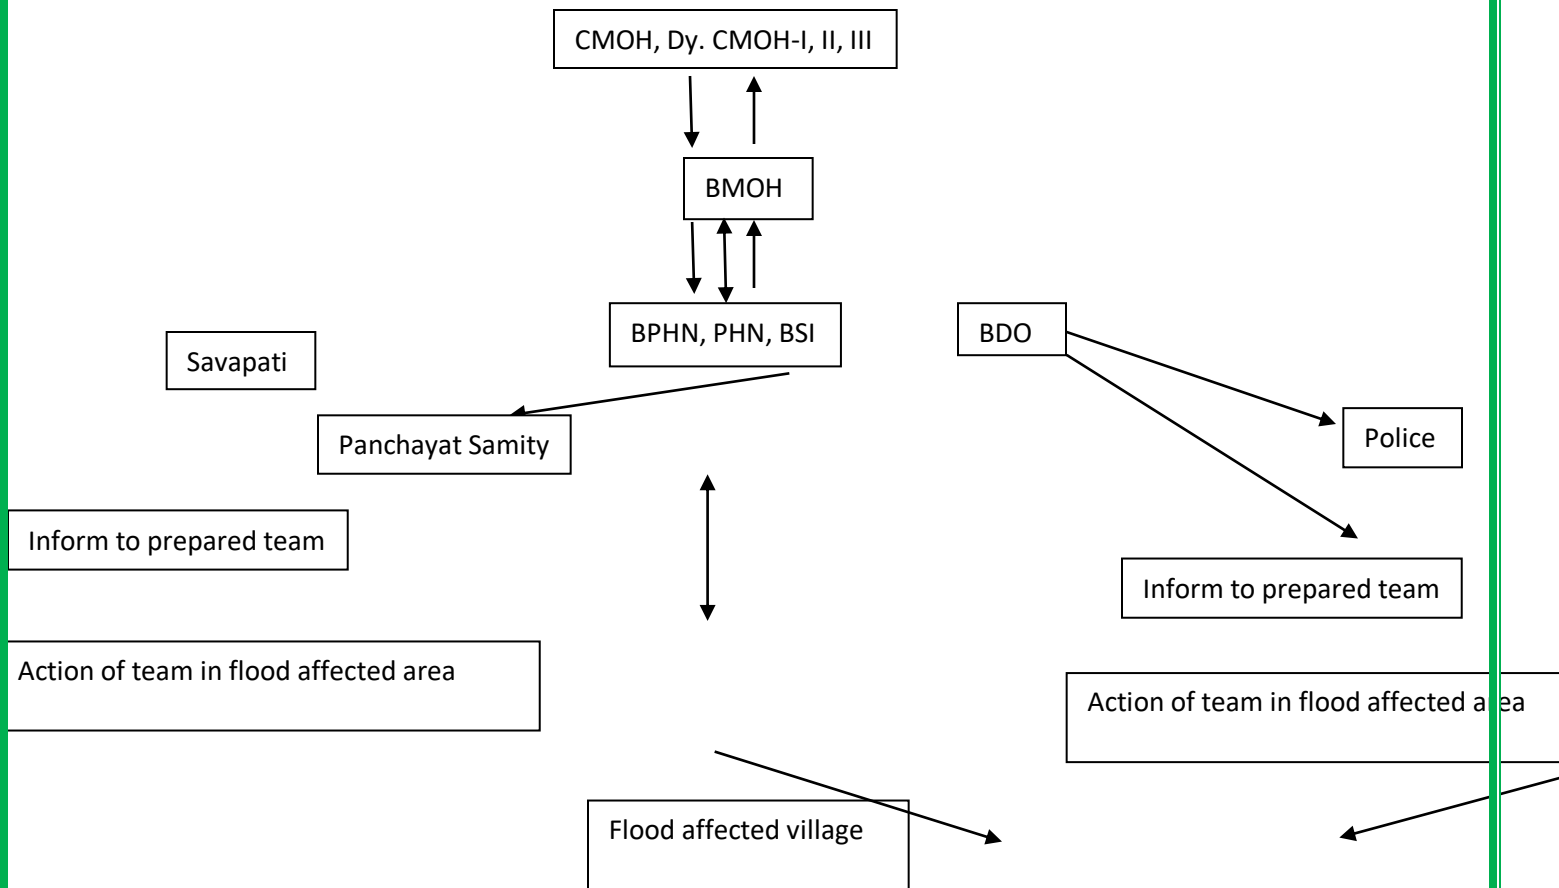 CMOH, Dy. CMOH-I, II, III
BMOH
BPHN, PHN, BSI
BDO
Savapati
Panchayat Samity
Police
Inform to prepared team
Inform to prepared team
Action of team in flood affected area
Action of team in flood affected area
Flood affected village